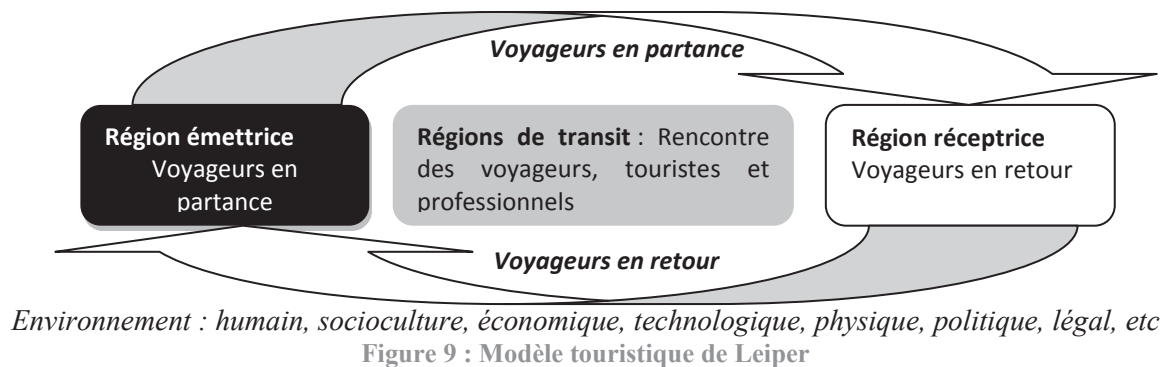 Voyageurs en partance
Région émettrice
Voyageurs en
partance
Régions de transit : Rencontre
des voyageurs, touristes et
professionnels
Région réceptrice
Voyageurs en retour
Voyageurs en retour
Environnement : humain, socioculture, économique, technologique, physique, politique, légal, etc
Figure 9 : Modèle touristique de Leiper